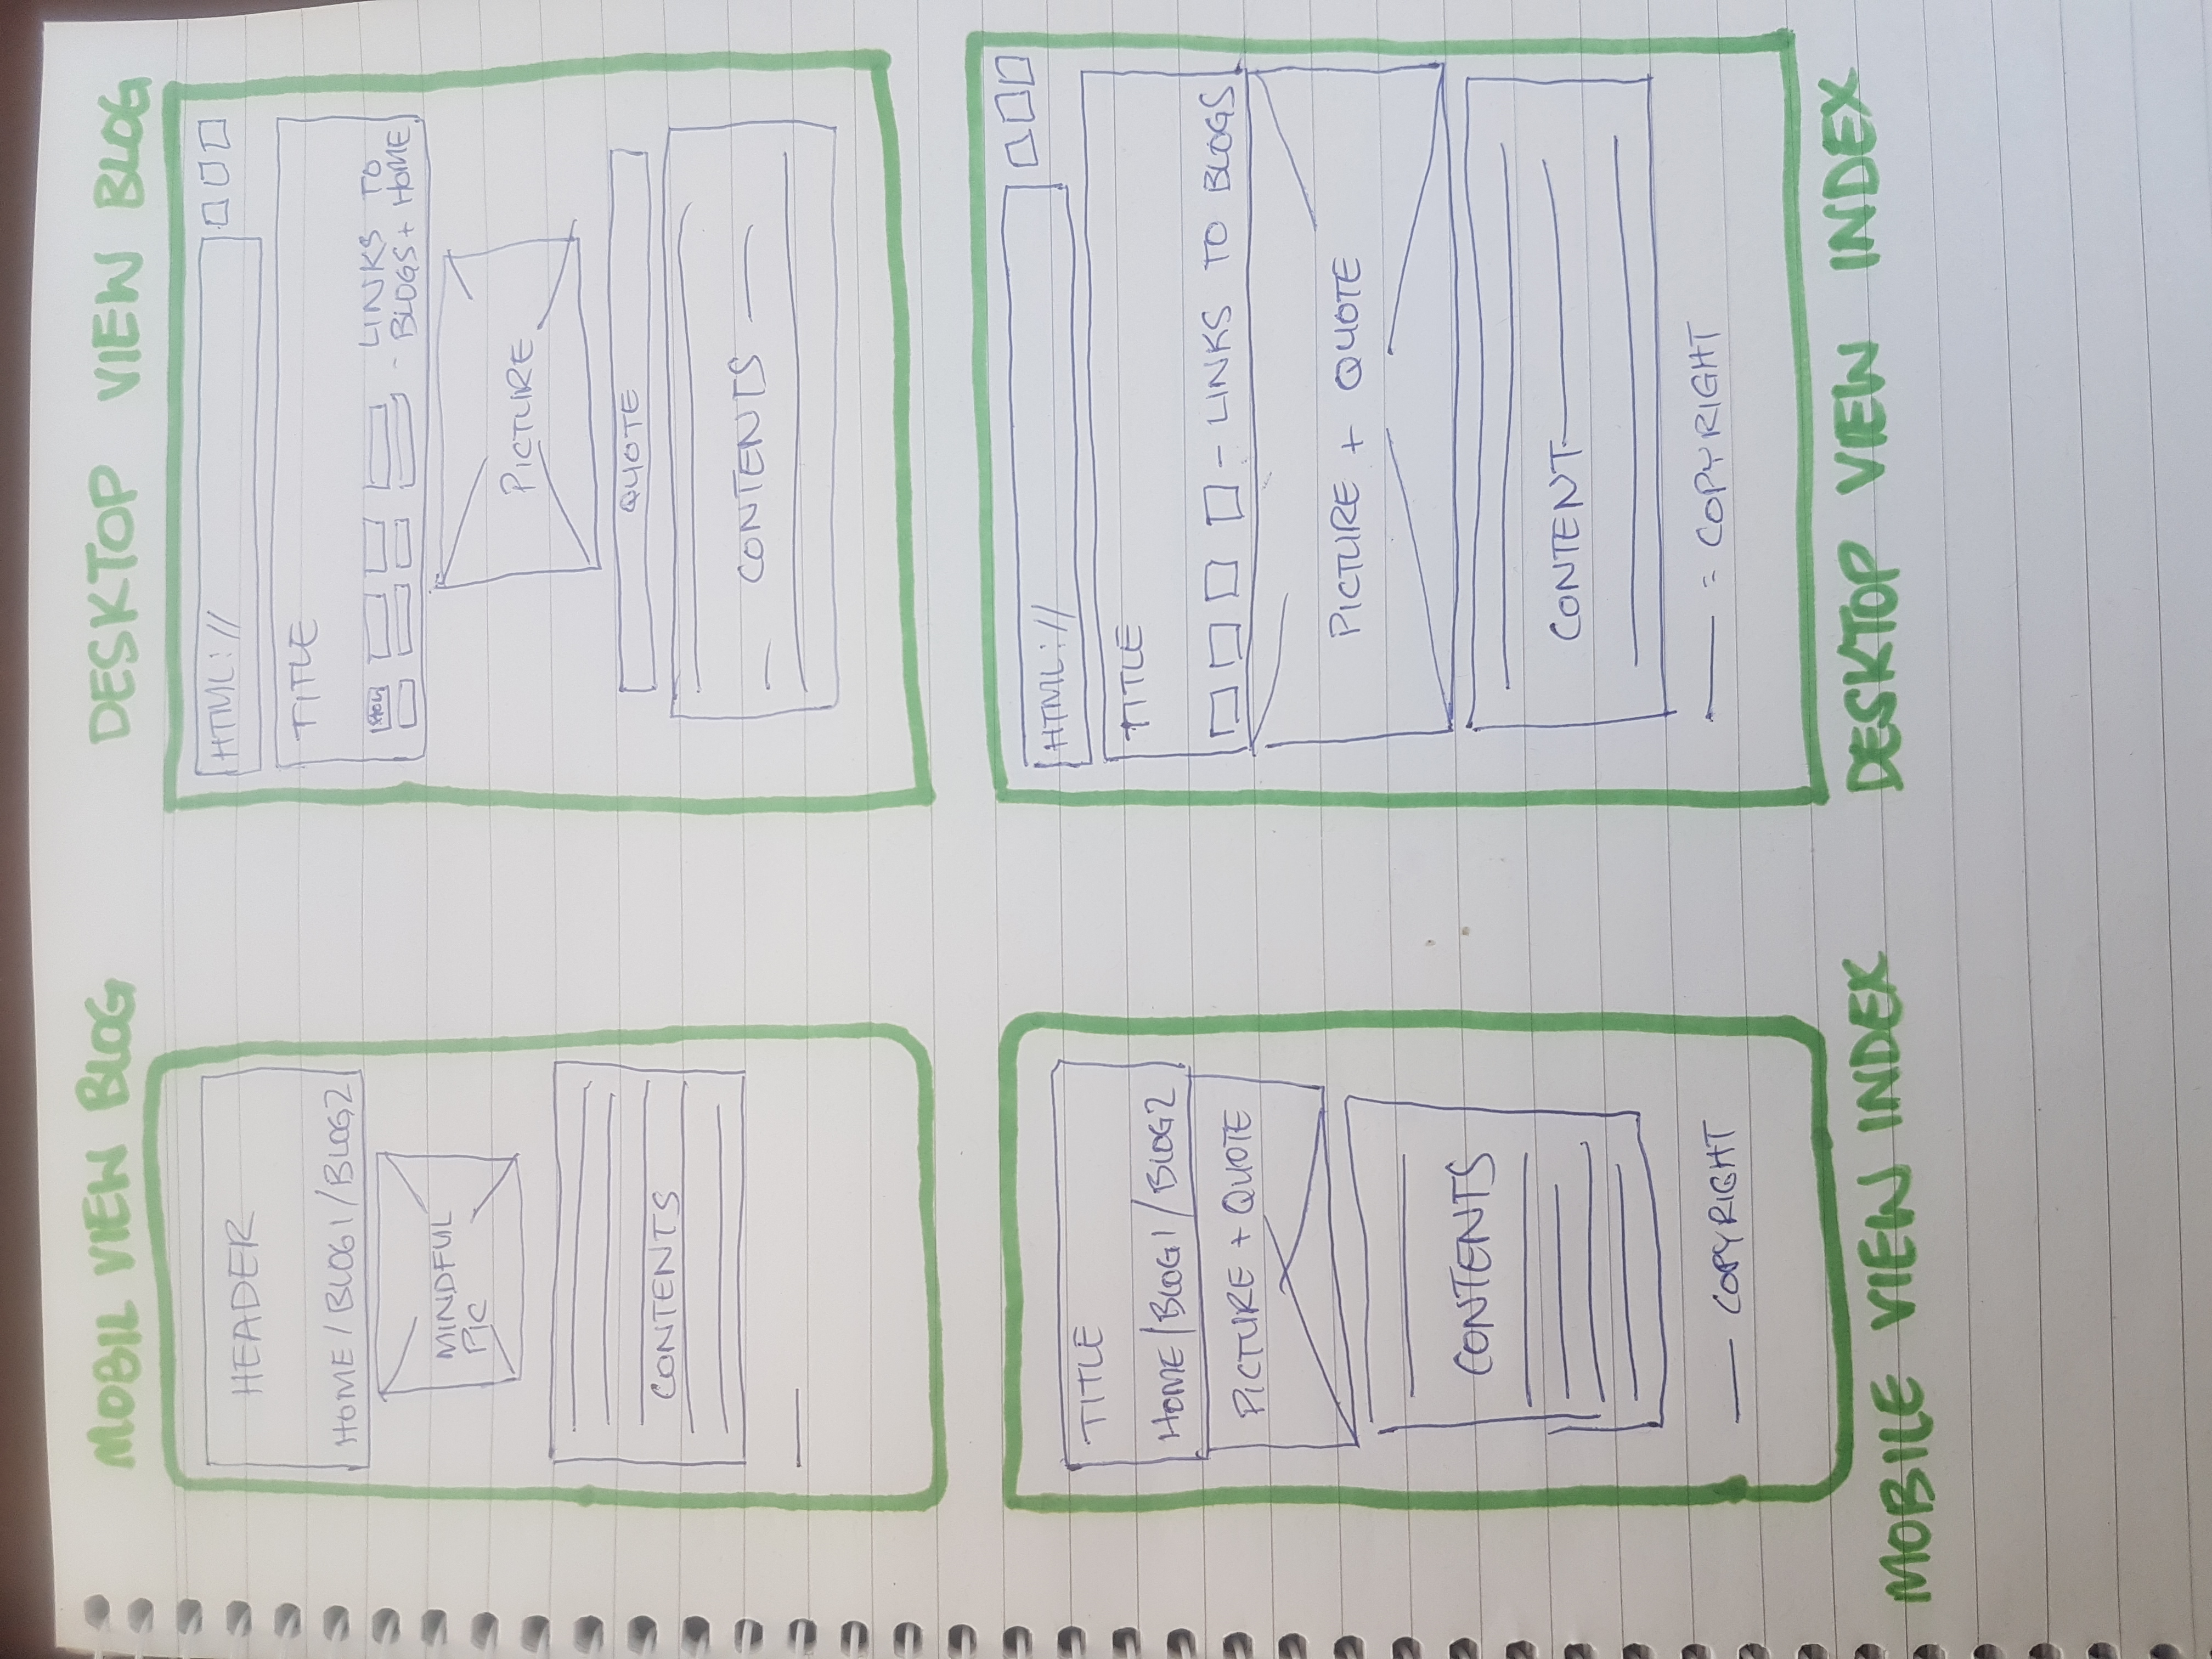 MOBIL VIEW BLOG
HEADER
HOME / BLOG1 / BLOG2
MINDFUL
PIC
CONTENTS
DESKTOP VIEW BLOG
HTML://
TITLE
LINKS TO
- BLOGS + HOME
PICTURE
QUOTE
CONTENTS
TITLE
HOME / BLOG1 / BLOG2
PICTURE + QUOTE
CONTENTS
COPYRIGHT
MOBILE VIEW INDEX
HTML://
TITLE
- LINKS TO BLOGS
PICTURE + QUOTE
CONTENT
= COPYRIGHT
DESKTOP VIEW INDEX